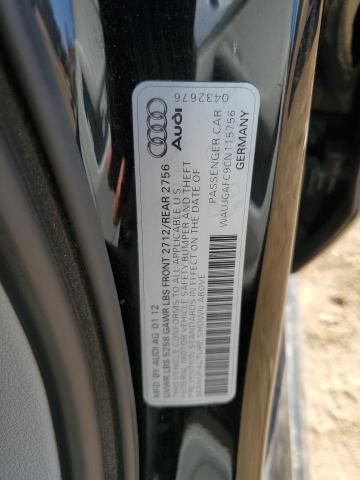 Audi
0432676
MFD. BY AUDI AG 01.12
GVWR LBS 5258 GAWR LBS FRONT 2712/REAR 2756
THIS VEHICLE CONFORMS TO ALL APPLICABLE U.S.
FEDERAL MOTOR VEHICLE SAFETY BUMPER AND THEFT
PREVENTION STANDARDS IN EFFECT ON THE DATE OF
MANUFACTURE SHOWN ABOVE
PASSENGER CAR
WAUJGAFC9CN115756
GERMANY